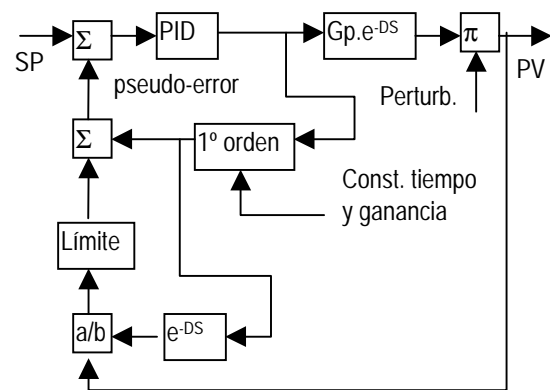 SP
Σ
PID
Gp.e-DS
π
PV
pseudo-error
Perturb.
Σ
1º orden
Const. tiempo
y ganancia
Límite
a/b
e-DS